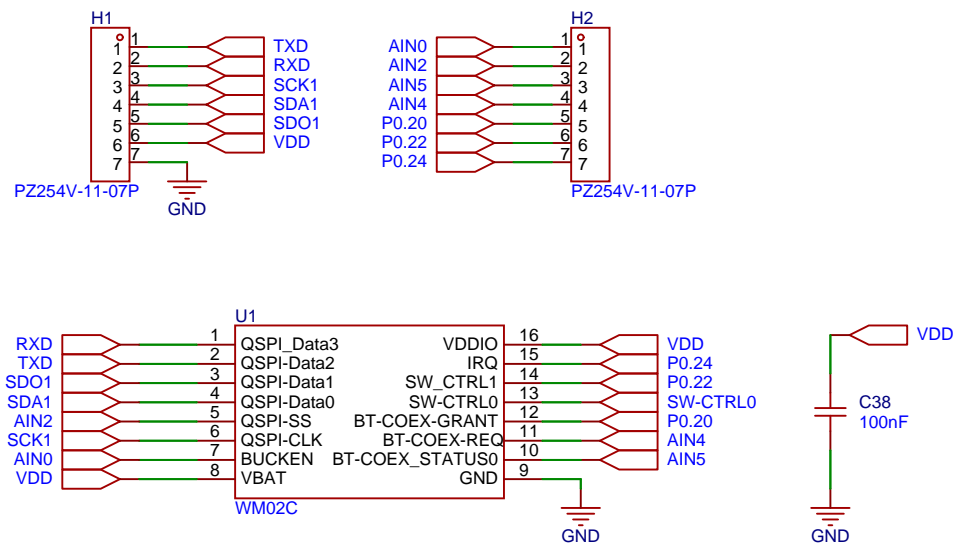 H1
1 1 TXD
2 2 RXD
3 3 SCK1
4 4 SDA1
5 5 SDO1
6 6 VDD
7 7
PZ254V-11-07P
GND
H2
AIN0 1 1
AIN2 2 2
AIN5 3 3
AIN4 4 4
P0.20 5 5
P0.22 6 6
P0.24 7 7
PZ254V-11-07P
U1
RXD 1 QSPI_Data3 VDDIO 16 VDD
TXD 2 QSPI-Data2 IRQ 15 P0.24
SDO1 3 QSPI-Data1 SW_CTRL1 14 P0.22
SDA1 4 QSPI-Data0 SW-CTRL0 13 SW-CTRL0
AIN2 5 QSPI-SS BT-COEX-GRANT 12 P0.20
SCK1 6 QSPI-CLK BT-COEX-REQ 11 AIN4
AIN0 7 BUCKEN BT-COEX_STATUS0 10 AIN5
VDD 8 VBAT GND 9
WM02C
GND
VDD
C38
100nF
GND